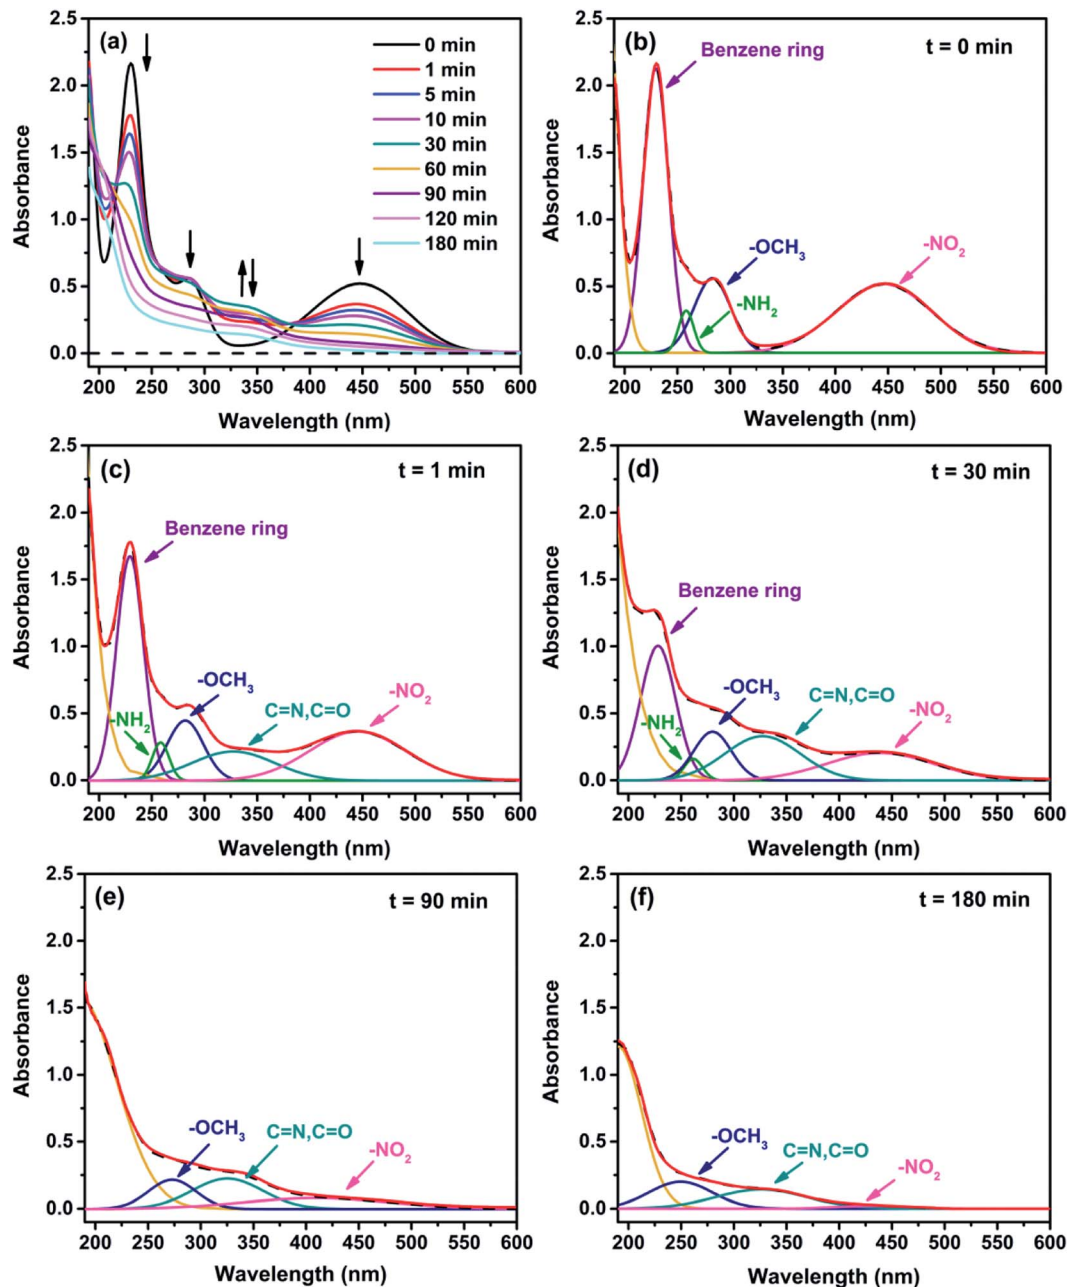 (a)
0 min
1 min
5 min
10 min
30 min
60 min
90 min
120 min
180 min
2.5
2.0
1.5
1.0
0.5
0.0
Absorbance
200 250 300 350 400 450 500 550 600
Wavelength (nm)
(b)
t = 0 min
Benzene ring
-OCH3
-NH2
-NO2
2.5
2.0
1.5
1.0
0.5
0.0
Absorbance
200 250 300 350 400 450 500 550 600
Wavelength (nm)
(c)
t = 1 min
Benzene ring
-OCH3
-NH2
C=N,C=O
-NO2
2.5
2.0
1.5
1.0
0.5
0.0
Absorbance
200 250 300 350 400 450 500 550 600
Wavelength (nm)
(d)
t = 30 min
Benzene ring
-OCH3
-NH2
C=N,C=O
-NO2
2.5
2.0
1.5
1.0
0.5
0.0
Absorbance
200 250 300 350 400 450 500 550 600
Wavelength (nm)
(e)
t = 90 min
-OCH3
C=N,C=O
-NO2
2.5
2.0
1.5
1.0
0.5
0.0
Absorbance
200 250 300 350 400 450 500 550 600
Wavelength (nm)
(f)
t = 180 min
-OCH3
C=N,C=O
-NO2
2.5
2.0
1.5
1.0
0.5
0.0
Absorbance
200 250 300 350 400 450 500 550 600
Wavelength (nm)